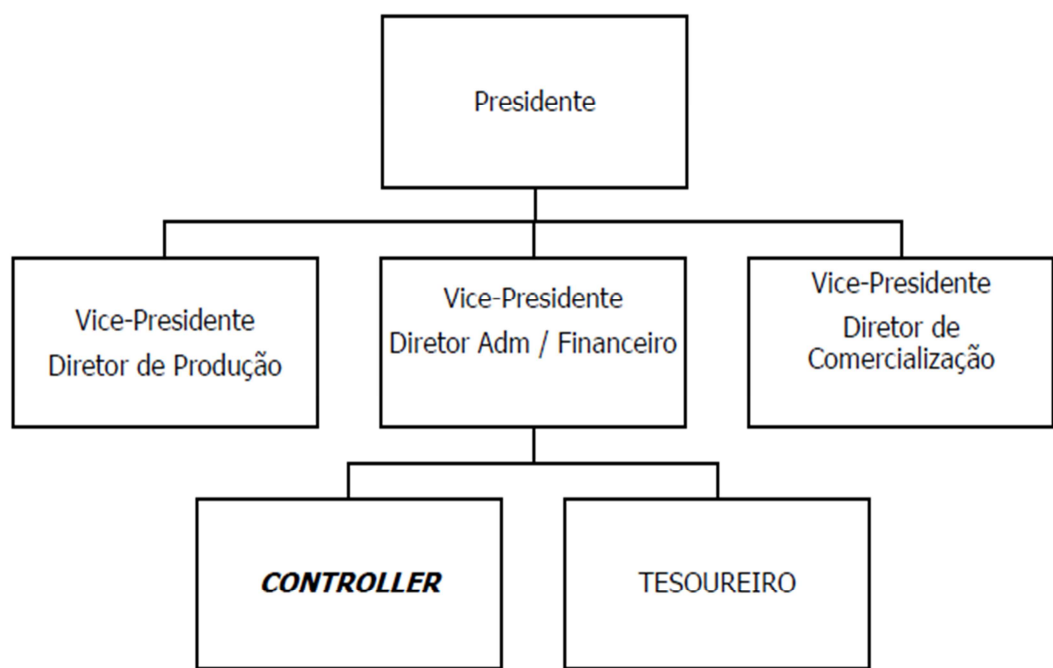 Presidente
Vice-Presidente
Diretor de Produção
Vice-Presidente
Diretor Adm / Financeiro
Vice-Presidente
Diretor de
Comercialização
CONTROLLER
TESOUREIRO